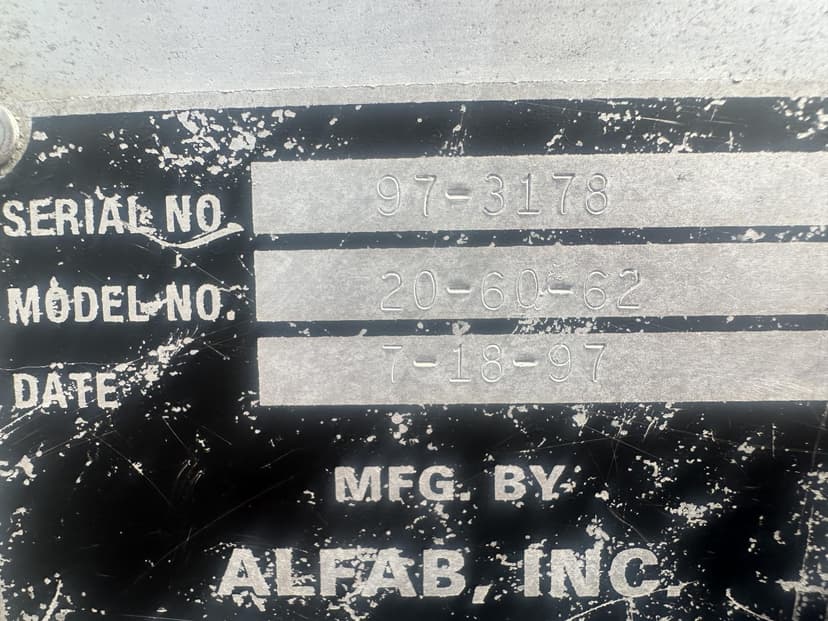 SERIAL NO. 97-3178
MODEL NO. 20-60-62
DATE 7-18-97
MFG. BY
ALFAB, INC.